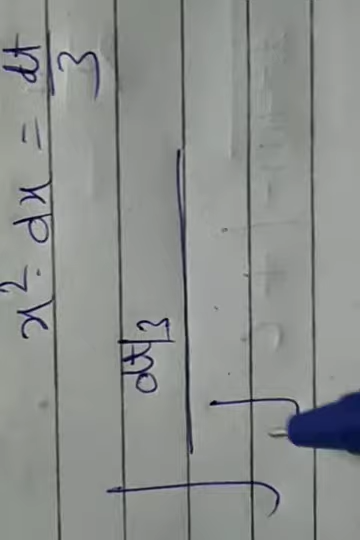 x². dx = dt/3
∫ dt/3